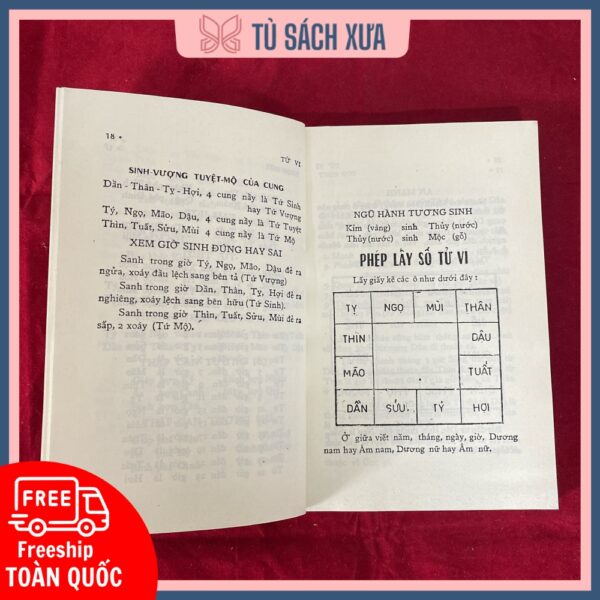 TỦ SÁCH XƯA
18 •
TỬ VI
SINH-VƯỢNG TUYỆT-MỘ CỦA CUNG
Dần - Thân - Tỵ - Hợi, 4 cung nầy là Tứ Sinh
hay Tứ Vượng
Tý, Ngọ, Mão, Dậu, 4 cung nầy là Tứ Tuyệt
Thìn, Tuất, Sửu, Mùi 4 cung nầy là Tứ Mộ
XEM GIỜ SINH ĐÚNG HAY SAI
Sanh trong giờ Tý, Ngọ, Mão, Dậu đẻ ra
ngửa, xoáy đầu lệch sang bên tả (Tứ Vượng)
Sanh trong giờ Dần, Thân, Tỵ, Hợi đẻ ra
nghiêng, xoáy lệch sang bên hữu (Tứ Sinh).
Sanh trong giờ Thìn, Tuất, Sửu, Mùi đẻ ra
sấp, 2 xoáy (Tứ Mộ).
NGŨ HÀNH TƯƠNG SINH
Kim (vàng) sinh Thủy (nước)
Thủy (nước) sinh Mộc (gỗ)
PHÉP LẤY SỐ TỬ VI
Lấy giấy kẻ các ô như dưới đây :
TỴ NGỌ MÙI THÂN
THÌN DẬU
MÃO TUẤT
DẦN SỬU TÝ HỢI
Ở giữa viết năm, tháng, ngày, giờ, Dương
nam hay Âm nam, Dương nữ hay Âm nữ.
FREE
Freeship
TOÀN QUỐC